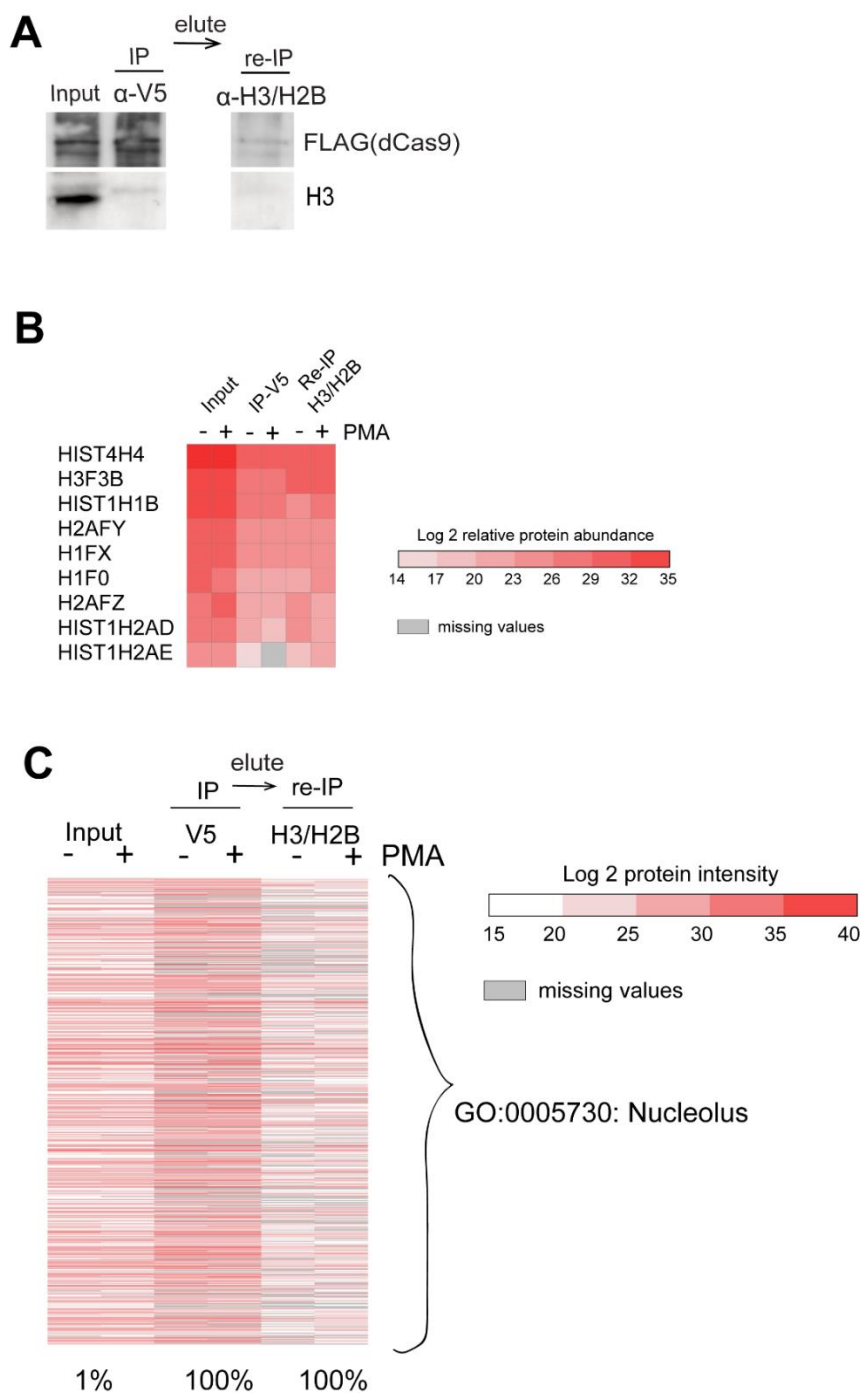 A
elute
IP
re-IP
Input
α-V5
α-H3/H2B
FLAG(dCas9)
H3
B
Input
IP-V5
Re-IP
H3/H2B
- + - + - + PMA
HIST4H4
H3F3B
HIST1H1B
H2AFY
H1FX
H1F0
H2AFZ
HIST1H2AD
HIST1H2AE
Log 2 relative protein abundance
14 17 20 23 26 29 32 35
missing values
C
elute
IP
re-IP
Input
V5
H3/H2B
- + - + - + PMA
Log 2 protein intensity
15 20 25 30 35 40
missing values
GO:0005730: Nucleolus
1% 100% 100%